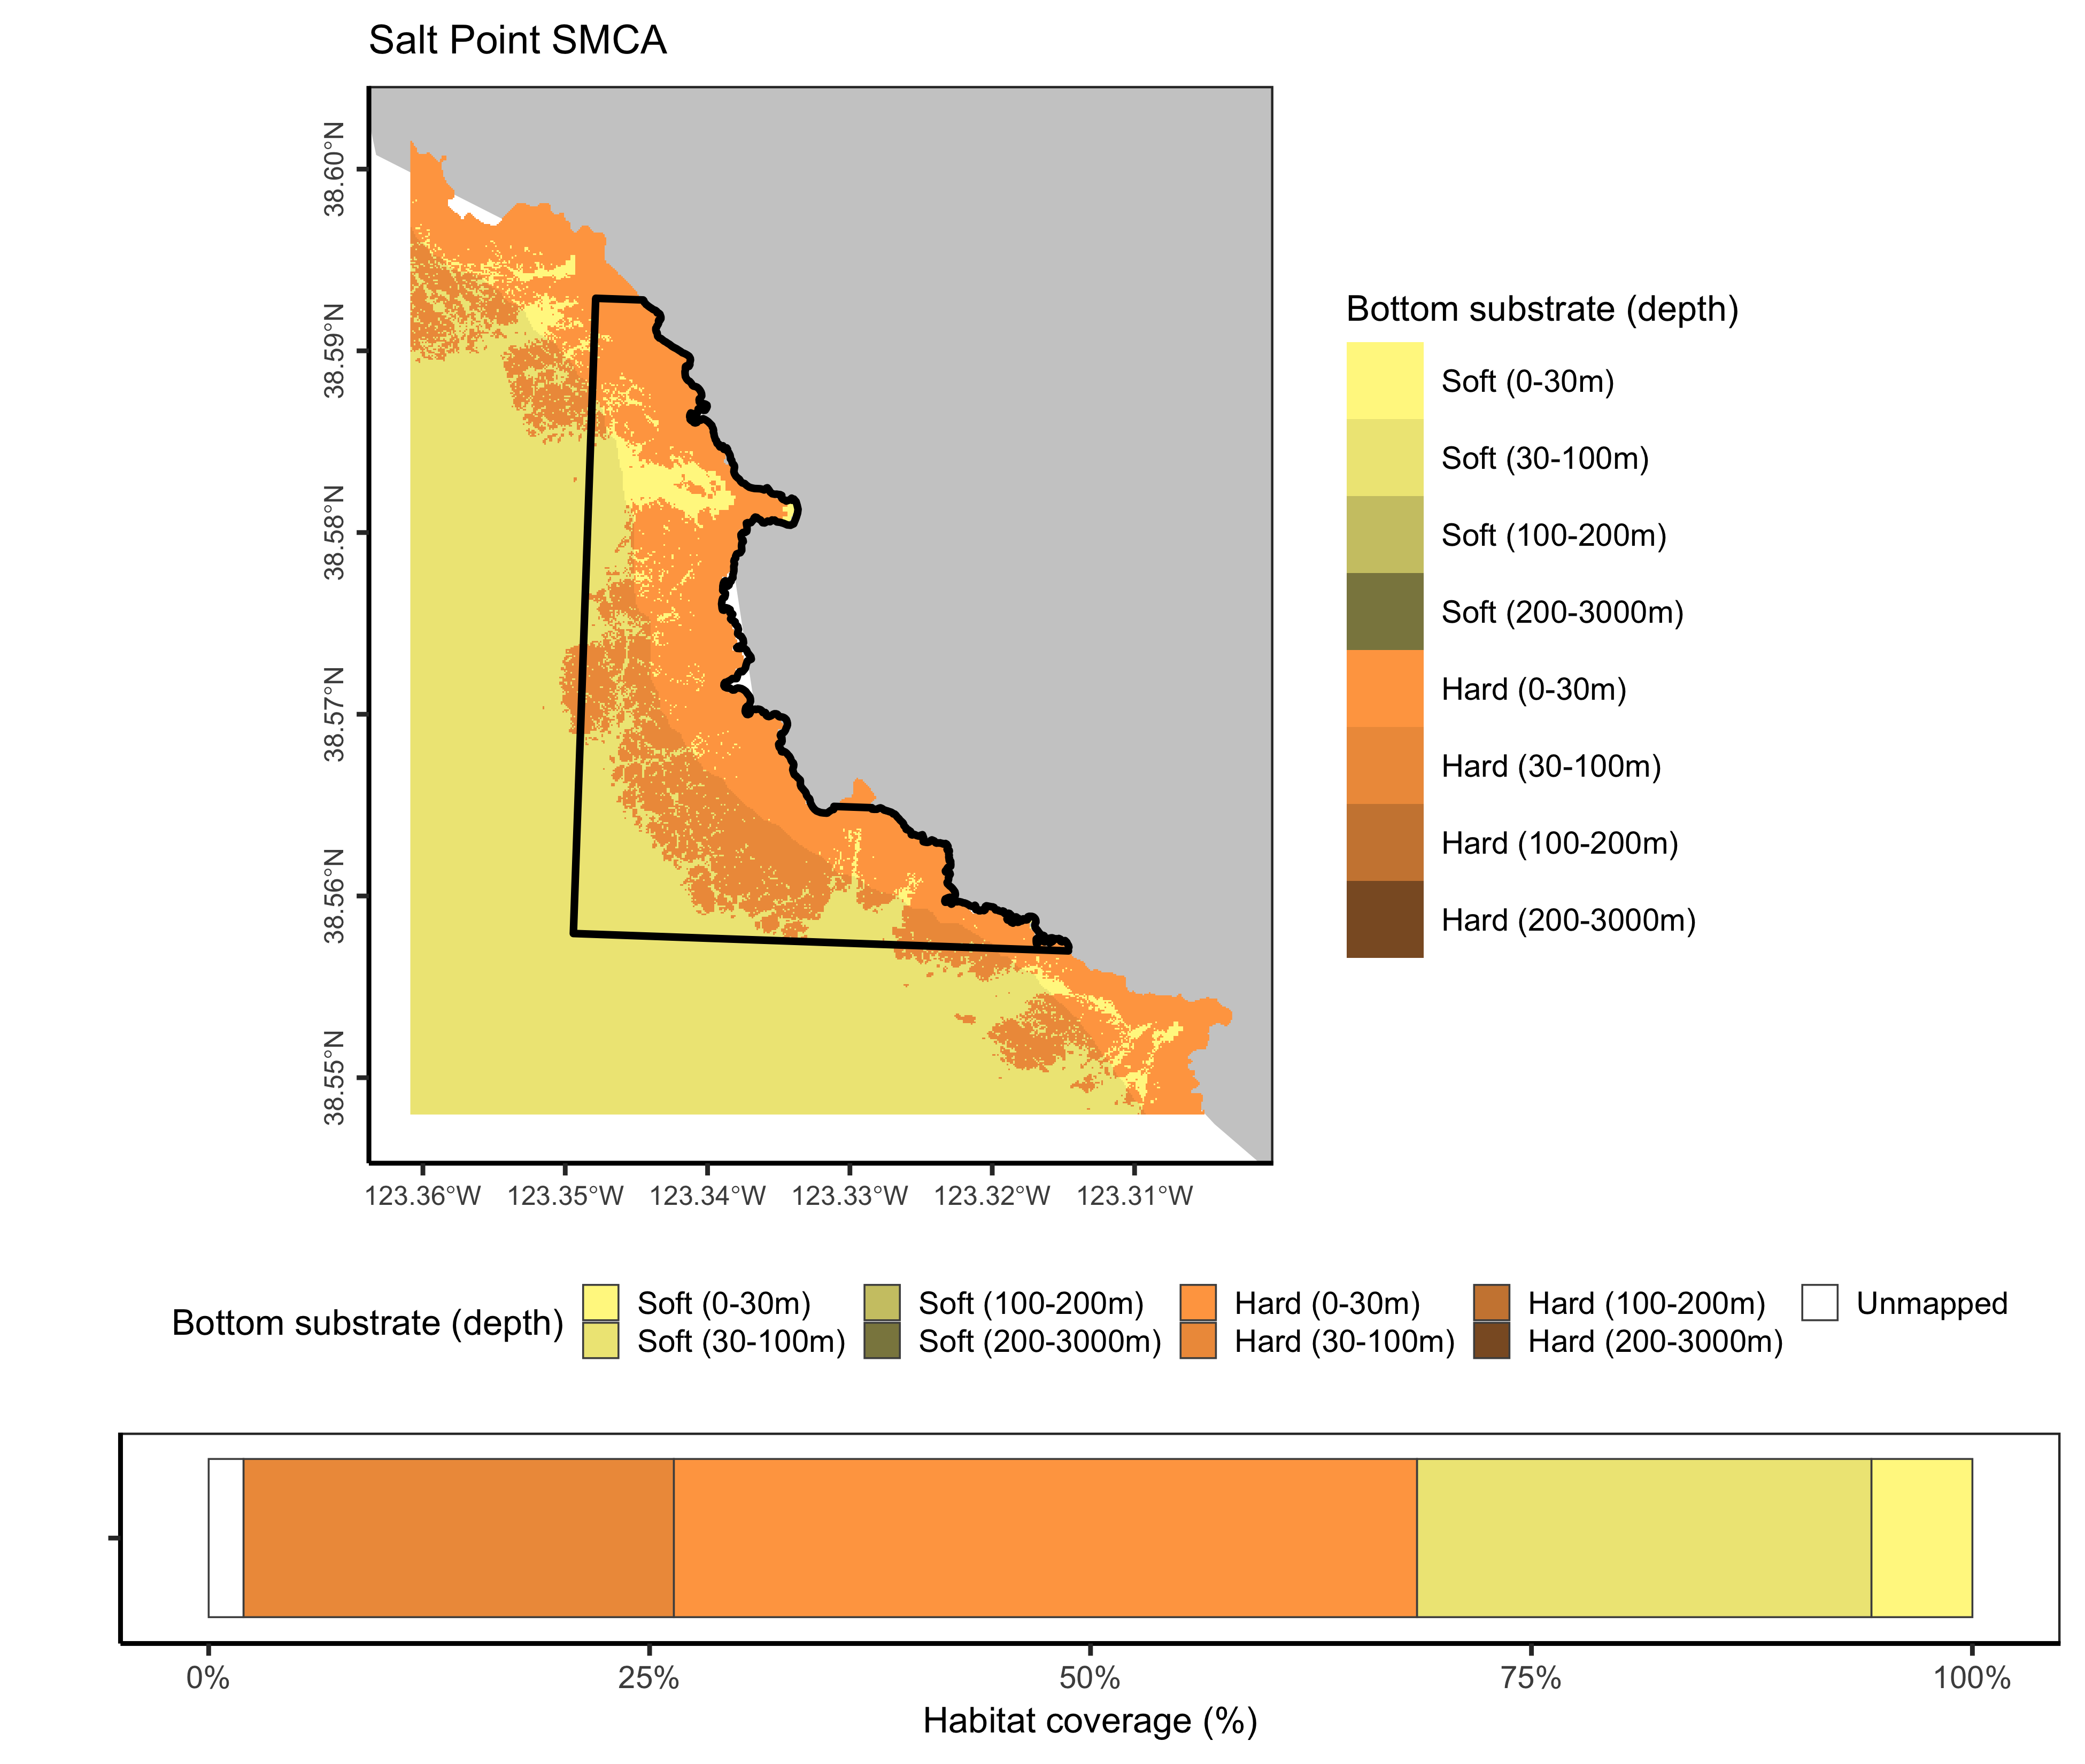 Salt Point SMCA
38.60°N
38.59°N
38.58°N
38.57°N
38.56°N
38.55°N
123.36°W 123.35°W 123.34°W 123.33°W 123.32°W 123.31°W
Bottom substrate (depth)
Soft (0-30m)
Soft (30-100m)
Soft (100-200m)
Soft (200-3000m)
Hard (0-30m)
Hard (30-100m)
Hard (100-200m)
Hard (200-3000m)
Bottom substrate (depth)
Soft (0-30m) Soft (100-200m) Hard (0-30m) Hard (100-200m) Unmapped
Soft (30-100m) Soft (200-3000m) Hard (30-100m) Hard (200-3000m)
0% 25% 50% 75% 100%
Habitat coverage (%)